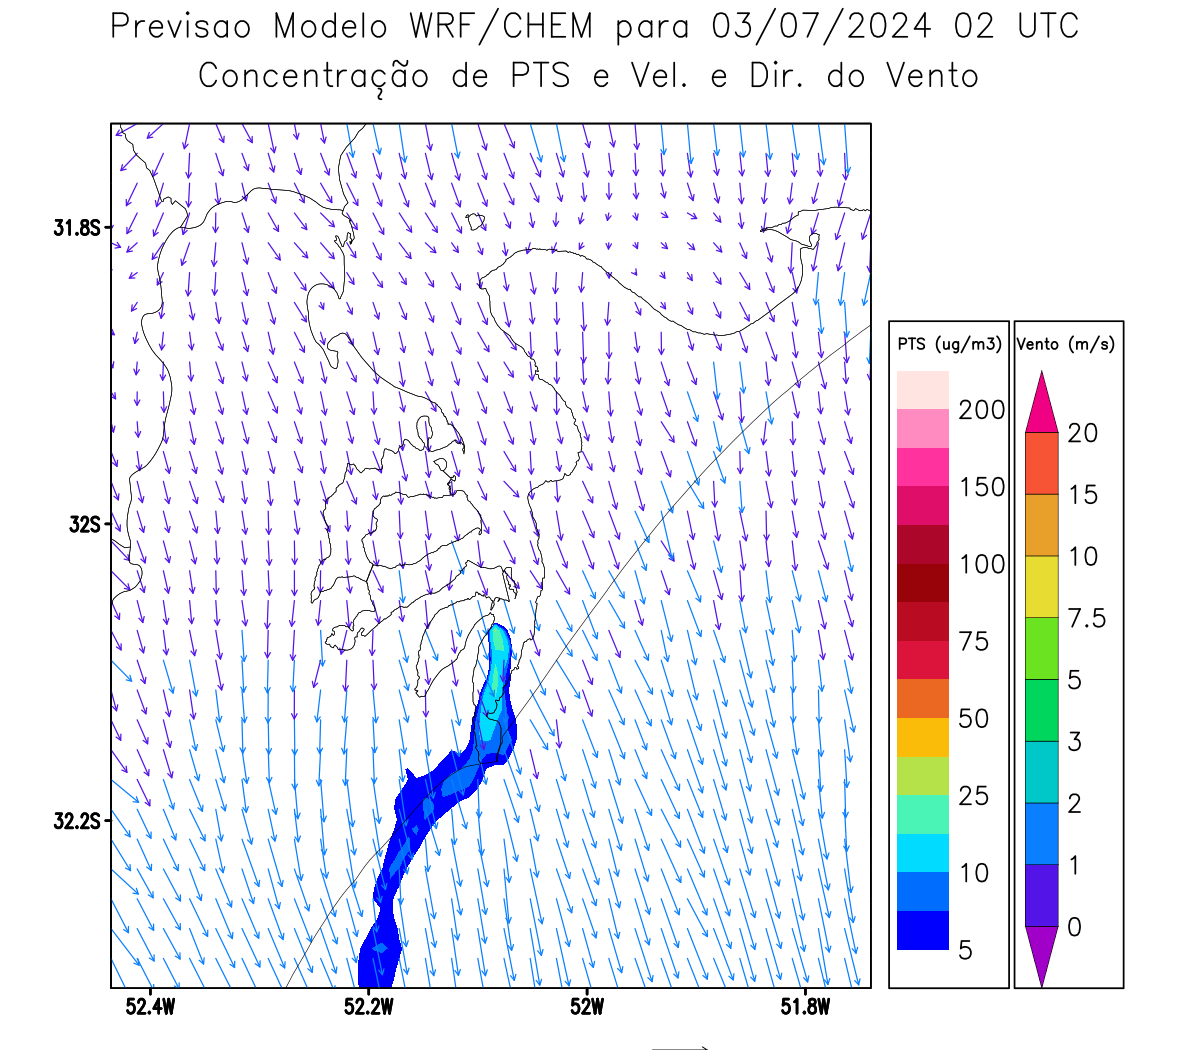 Previsao Modelo WRF/CHEM para 03/07/2024 02 UTC
Concentração de PTS e Vel. e Dir. do Vento
31.8S
32S
32.2S
52.4W
52.2W
52W
51.8W
PTS (ug/m3)
200
150
100
75
50
25
10
5
Vento (m/s)
20
15
10
7.5
5
3
2
1
0